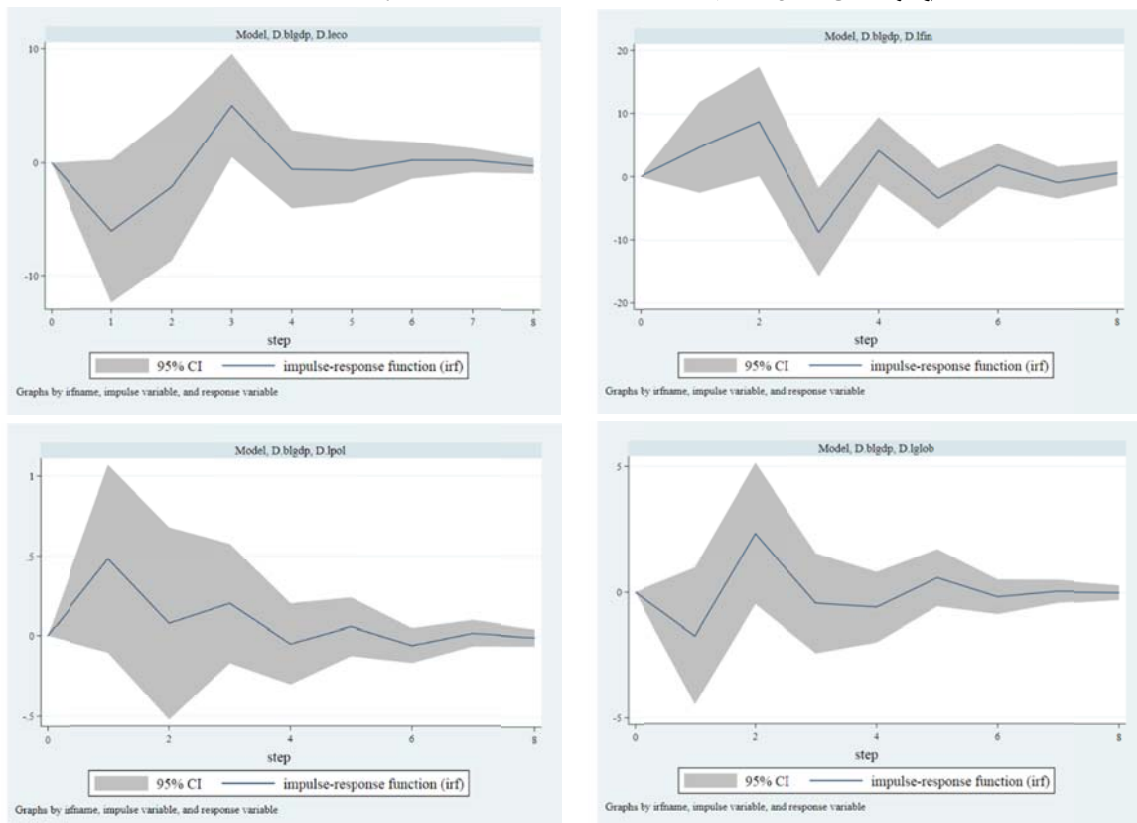 Model, D.blgdp, D.leco
10
0
-10
0 1 2 3 4 5 6 7 8
step
95% CI impulse-response function (irf)
Graphs by irfname, impulse variable, and response variable
Model, D.blgdp, D.lfin
20
10
0
-10
-20
0 2 4 6 8
step
95% CI impulse-response function (irf)
Graphs by irfname, impulse variable, and response variable
Model, D.blgdp, D.lpol
1
.5
0
-.5
0 2 4 6 8
step
95% CI impulse-response function (irf)
Graphs by irfname, impulse variable, and response variable
Model, D.blgdp, D.lglob
5
0
-5
0 2 4 6 8
step
95% CI impulse-response function (irf)
Graphs by irfname, impulse variable, and response variable